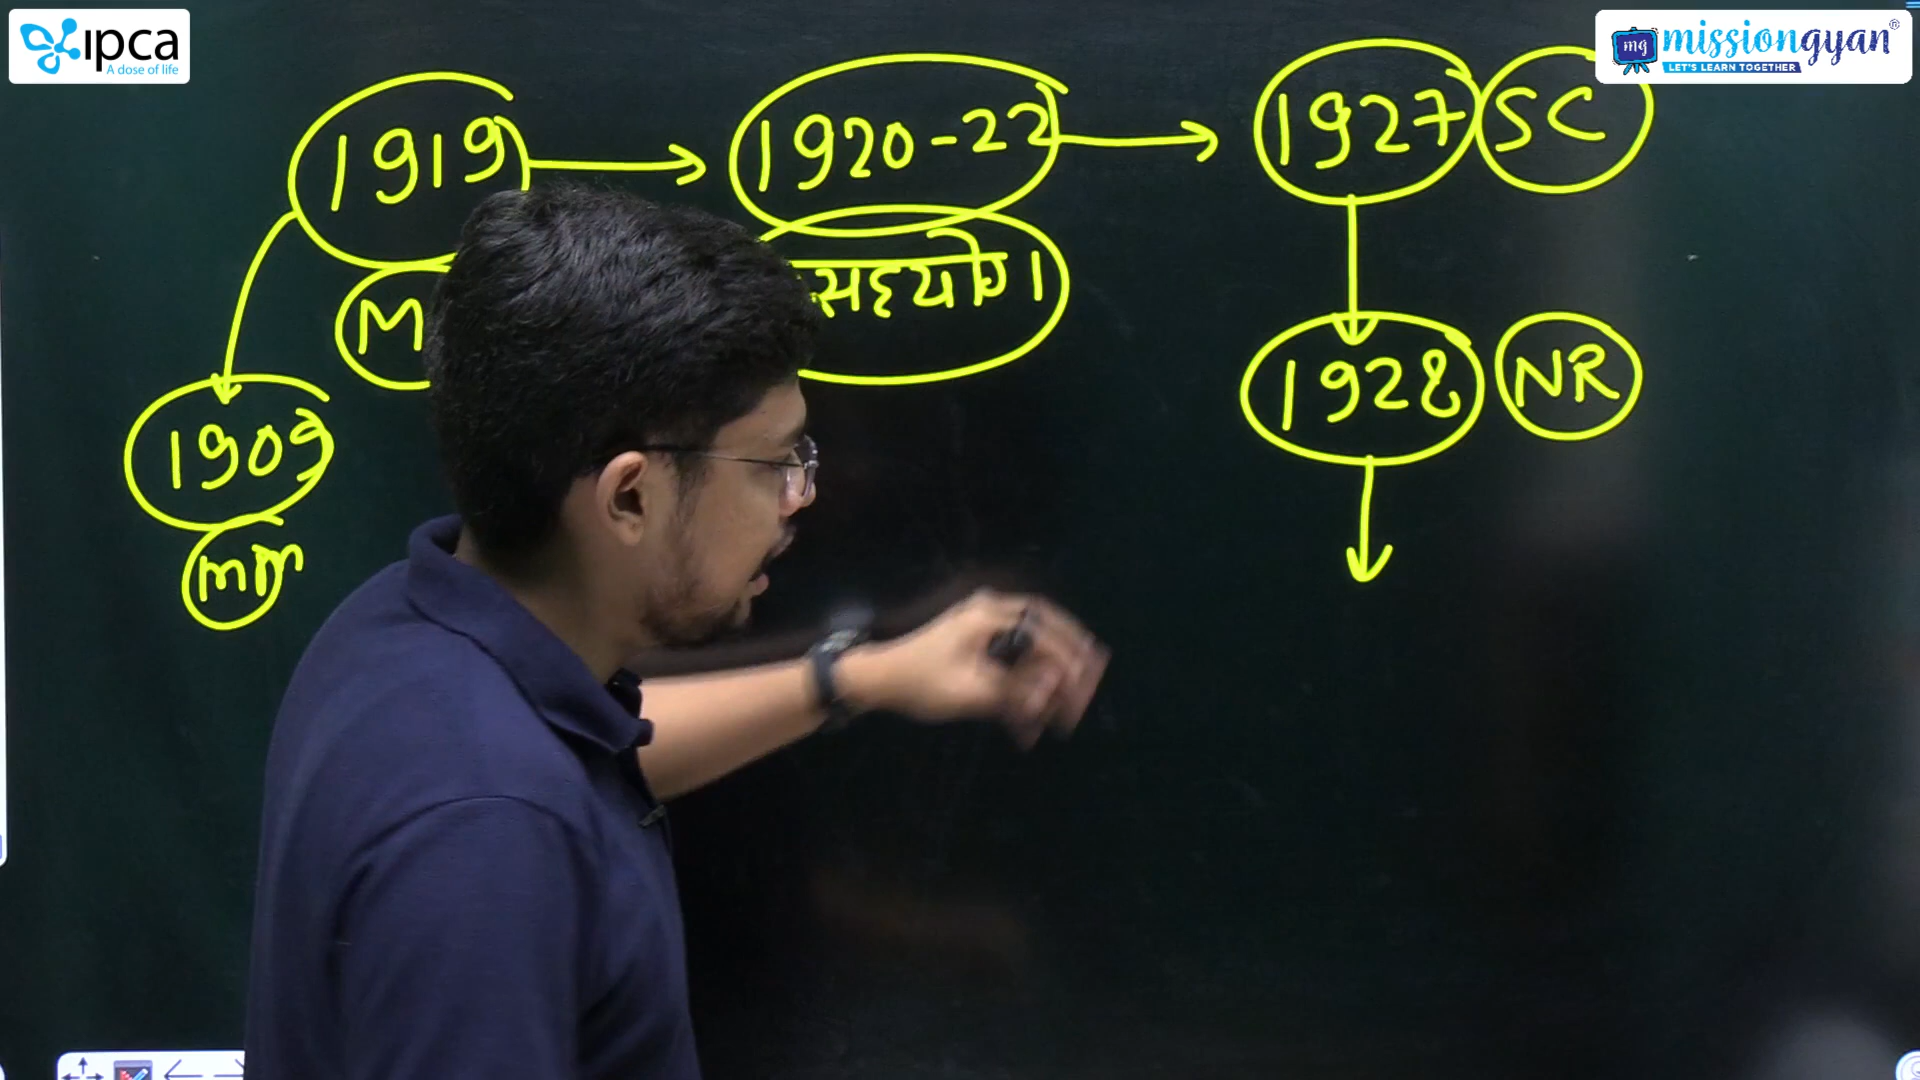 ipca
A dose of life
mg missiongyan®
LET'S LEARN TOGETHER
1919 → 1920-22 → 1927 SC
M
सहयोग।
1928 NR
1909
mm